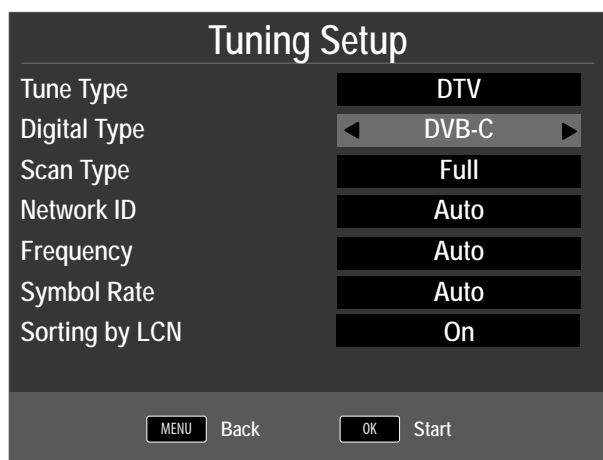 Tuning Setup
Tune Type DTV
Digital Type DVB-C
Scan Type Full
Network ID Auto
Frequency Auto
Symbol Rate Auto
Sorting by LCN On
MENU Back OK Start